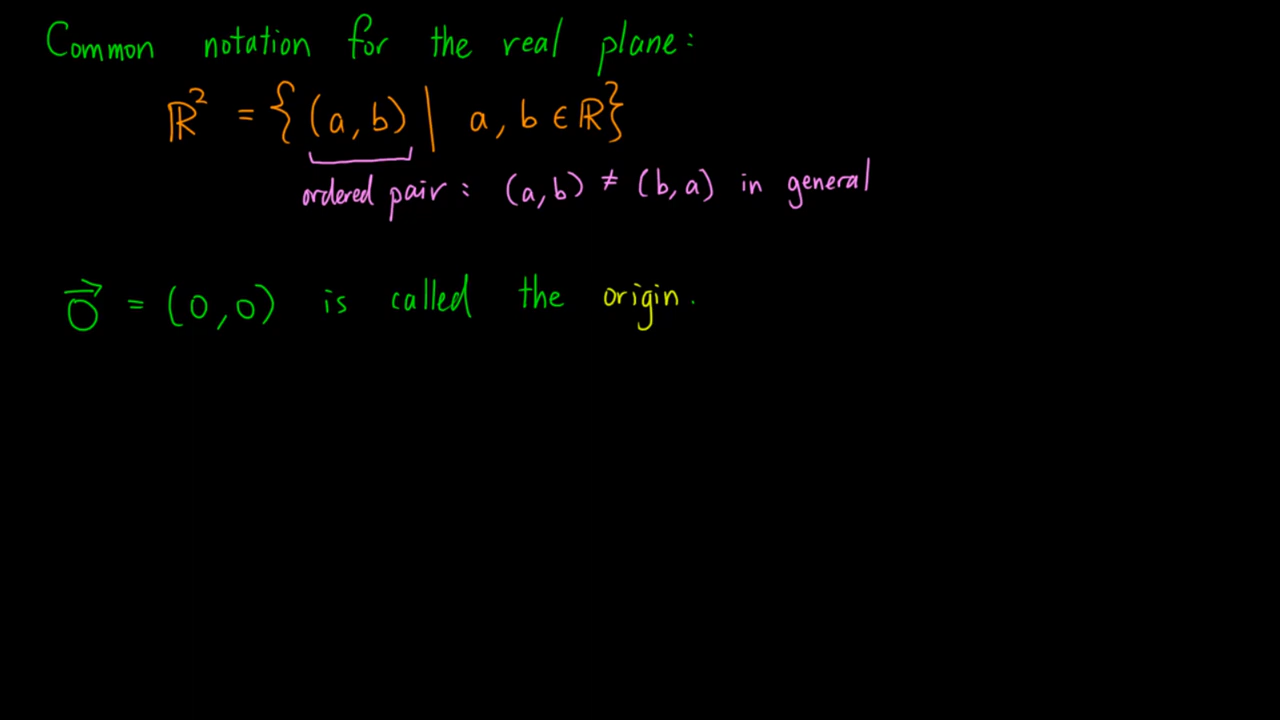 Common notation for the real plane:
ℝ² = {(a, b) | a, b ∈ ℝ}
ordered pair: (a, b) ≠ (b, a) in general
0⃗ = (0, 0) is called the origin.